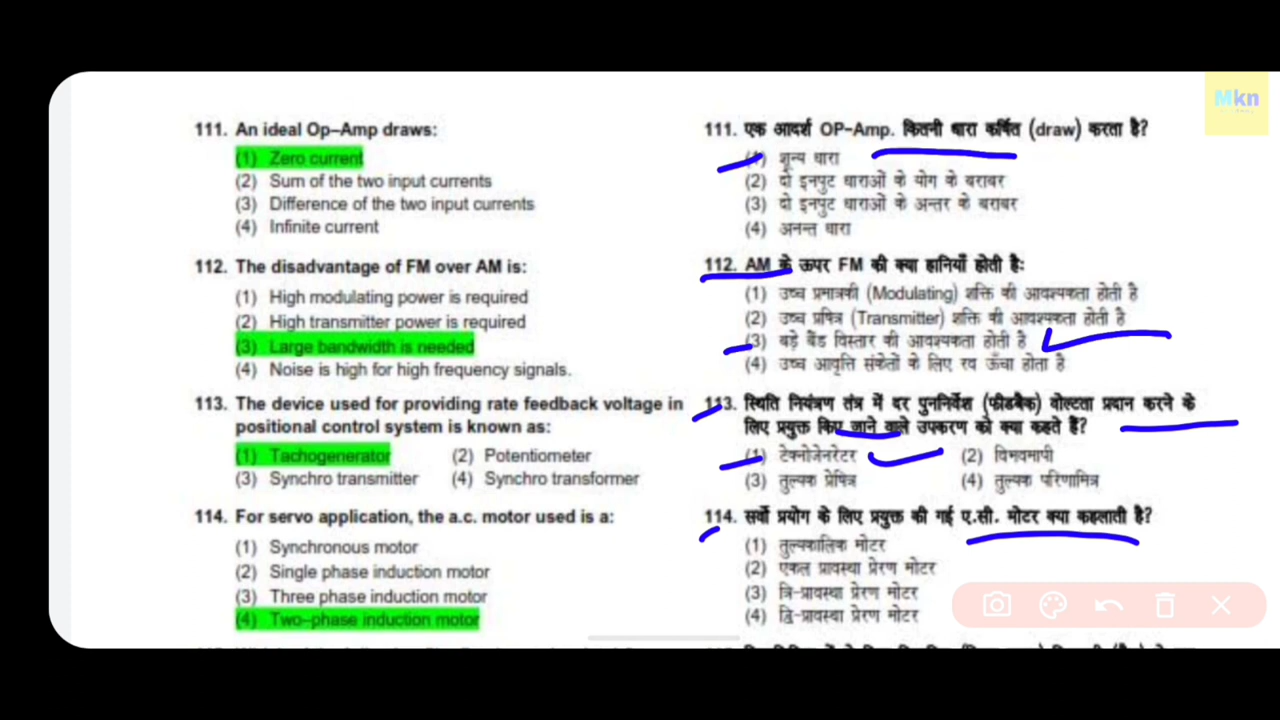 Mkn
111. An ideal Op–Amp draws:
(1) Zero current
(2) Sum of the two input currents
(3) Difference of the two input currents
(4) Infinite current
112. The disadvantage of FM over AM is:
(1) High modulating power is required
(2) High transmitter power is required
(3) Large bandwidth is needed
(4) Noise is high for high frequency signals.
113. The device used for providing rate feedback voltage in
positional control system is known as:
(1) Tachogenerator (2) Potentiometer
(3) Synchro transmitter (4) Synchro transformer
114. For servo application, the a.c. motor used is a:
(1) Synchronous motor
(2) Single phase induction motor
(3) Three phase induction motor
(4) Two–phase induction motor
111. एक आदर्श OP–Amp. कितनी धारा कर्षित (draw) करता है?
(1) शून्य धारा
(2) दो इनपुट धाराओं के योग के बराबर
(3) दो इनपुट धाराओं के अन्तर के बराबर
(4) अनन्त धारा
112. AM के ऊपर FM की क्या हानियाँ होती हैः
(1) उच्च प्रमात्रकी (Modulating) शक्ति की आवश्यकता होती है
(2) उच्च प्रषित्र (Transmitter) शक्ति की आवश्यकता होती है
(3) बड़े बैंड विस्तार की आवश्यकता होती है
(4) उच्च आवृत्ति संकेतों के लिए रव ऊँचा होता है
113. स्थिति नियंत्रण तंत्र में दर पुननिर्वेश (फीडबैक) वोल्टता प्रदान करने के
लिए प्रयुक्त किए जाने वाले उपकरण को क्या कहते हैं?
(1) टेक्नोजेनरेटर (2) विभवमापी
(3) तुल्यक प्रेषित्र (4) तुल्यक परिणामित्र
114. सर्वो प्रयोग के लिए प्रयुक्त की गई ए.सी. मोटर क्या कहलाती है?
(1) तुल्यकालिक मोटर
(2) एकल प्रावस्था प्रेरण मोटर
(3) त्रि-प्रावस्था प्रेरण मोटर
(4) द्वि-प्रावस्था प्रेरण मोटर